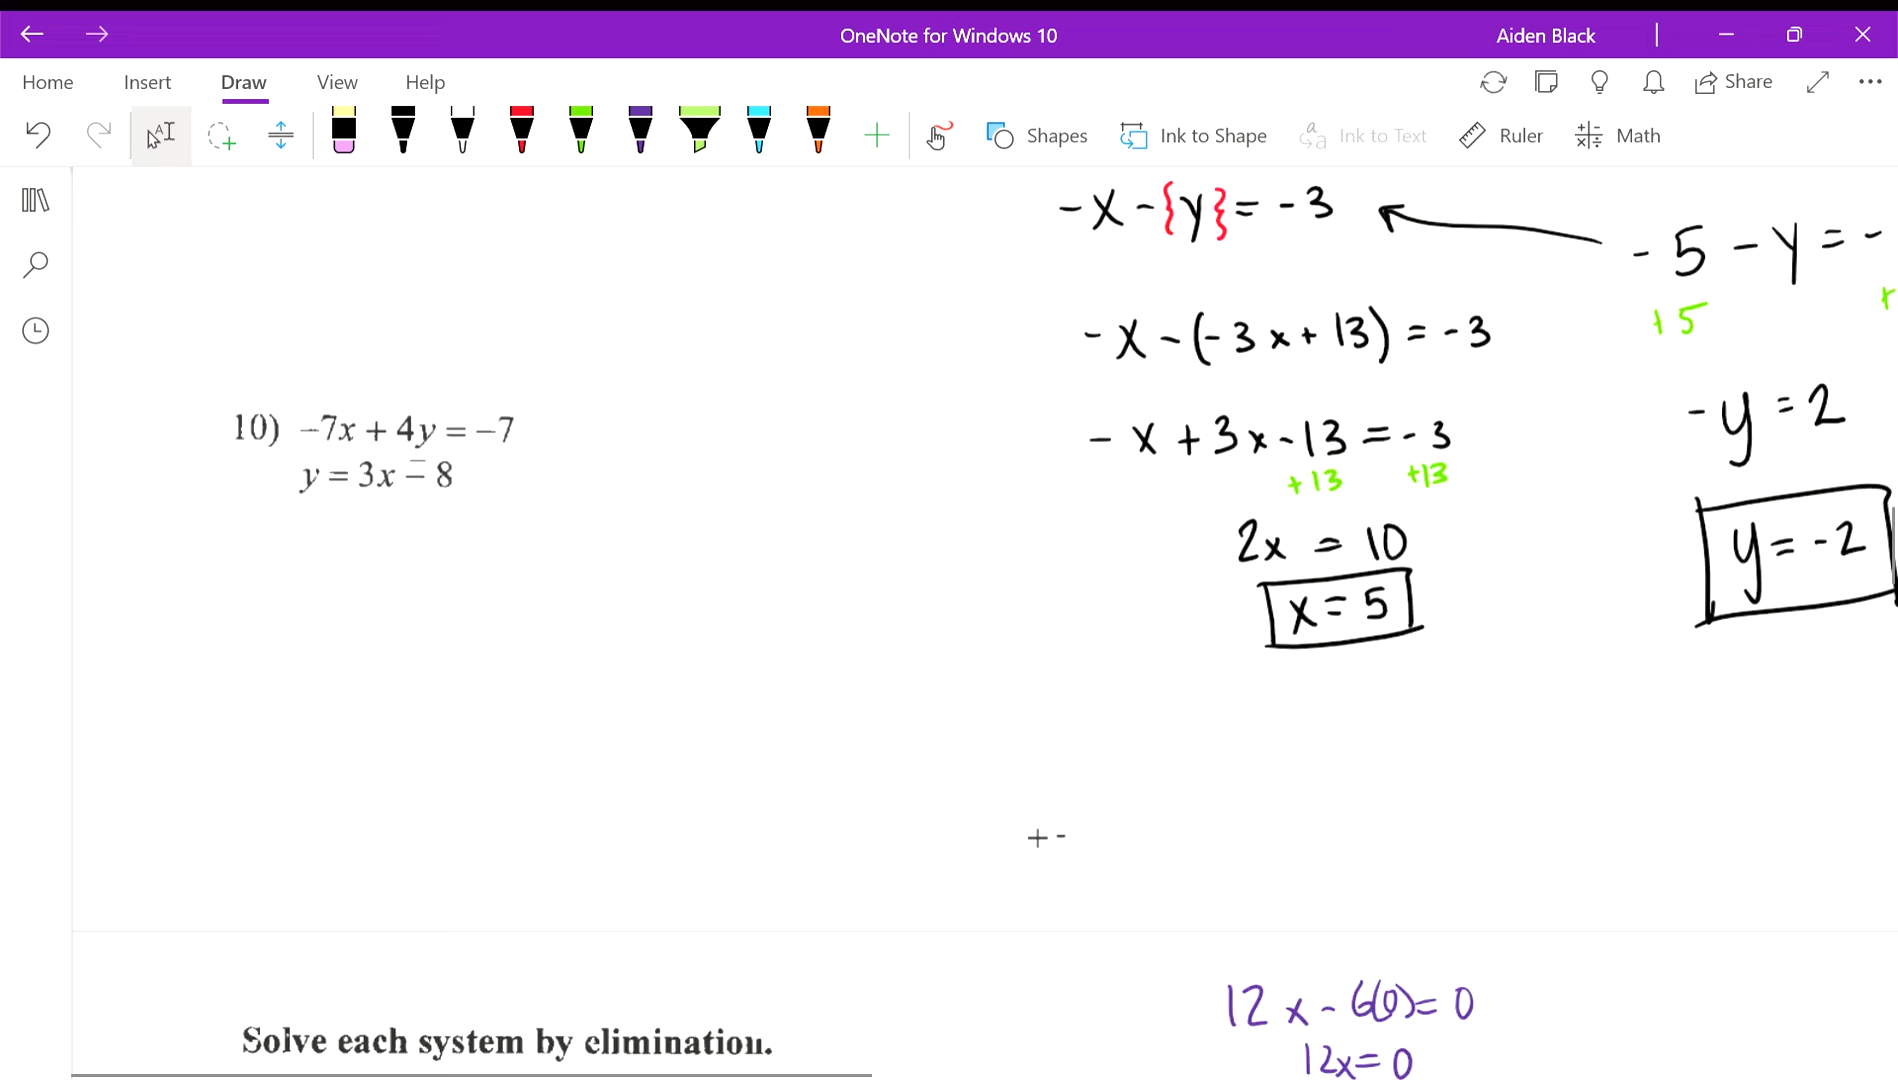 OneNote for Windows 10
Aiden Black
Home Insert Draw View Help
Share
Shapes Ink to Shape Ink to Text Ruler Math
-x-{y}=-3
-5-y=-
+5
+
-x-(-3x+13)=-3
-y=2
10) -7x + 4y = -7
-x+3x-13=-3
y = 3x - 8
+13 +13
2x = 10
y=-2
x=5
+ -
12x-6(0)=0
Solve each system by elimination.
12x=0